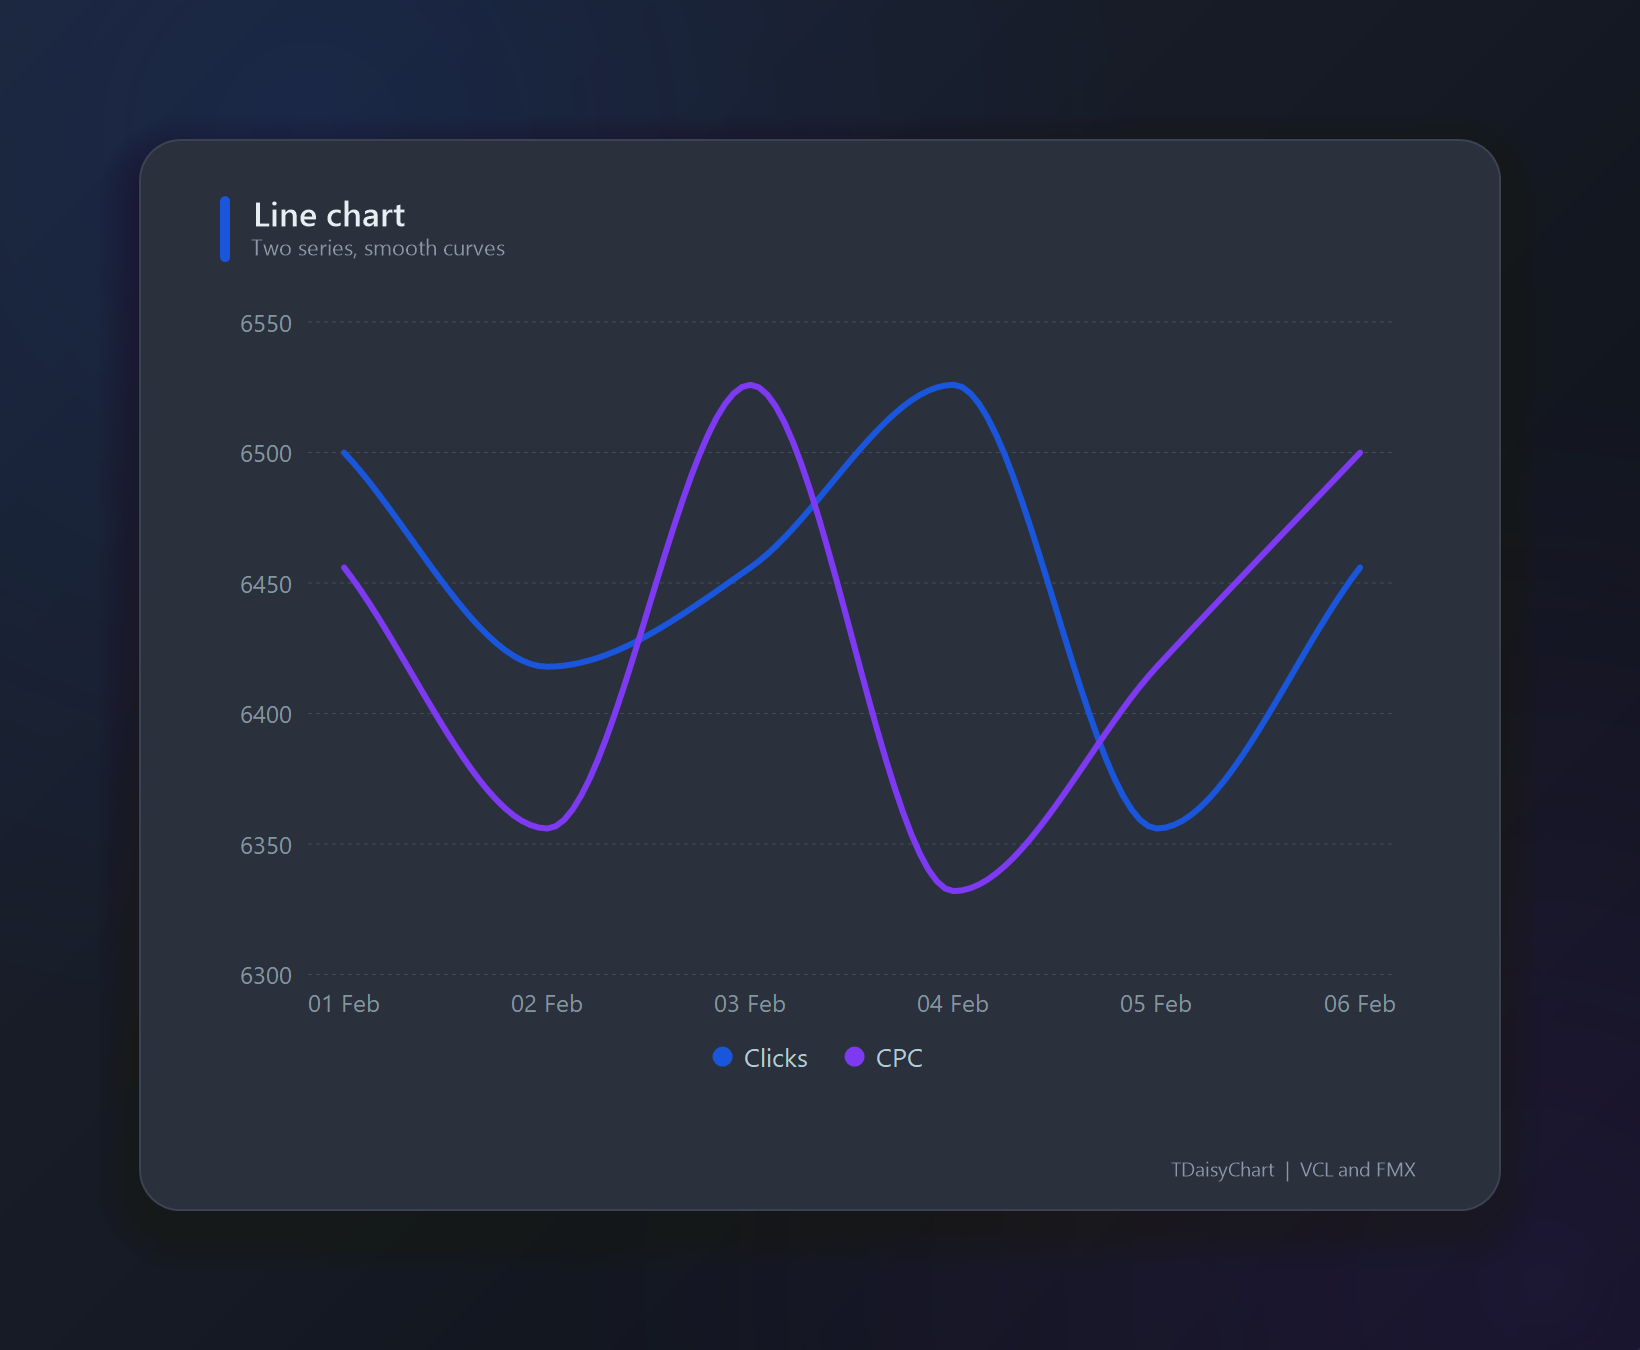 Line chart
Two series, smooth curves
6550
6500
6450
6400
6350
6300
01 Feb 02 Feb 03 Feb 04 Feb 05 Feb 06 Feb
Clicks CPC
TDaisyChart | VCL and FMX